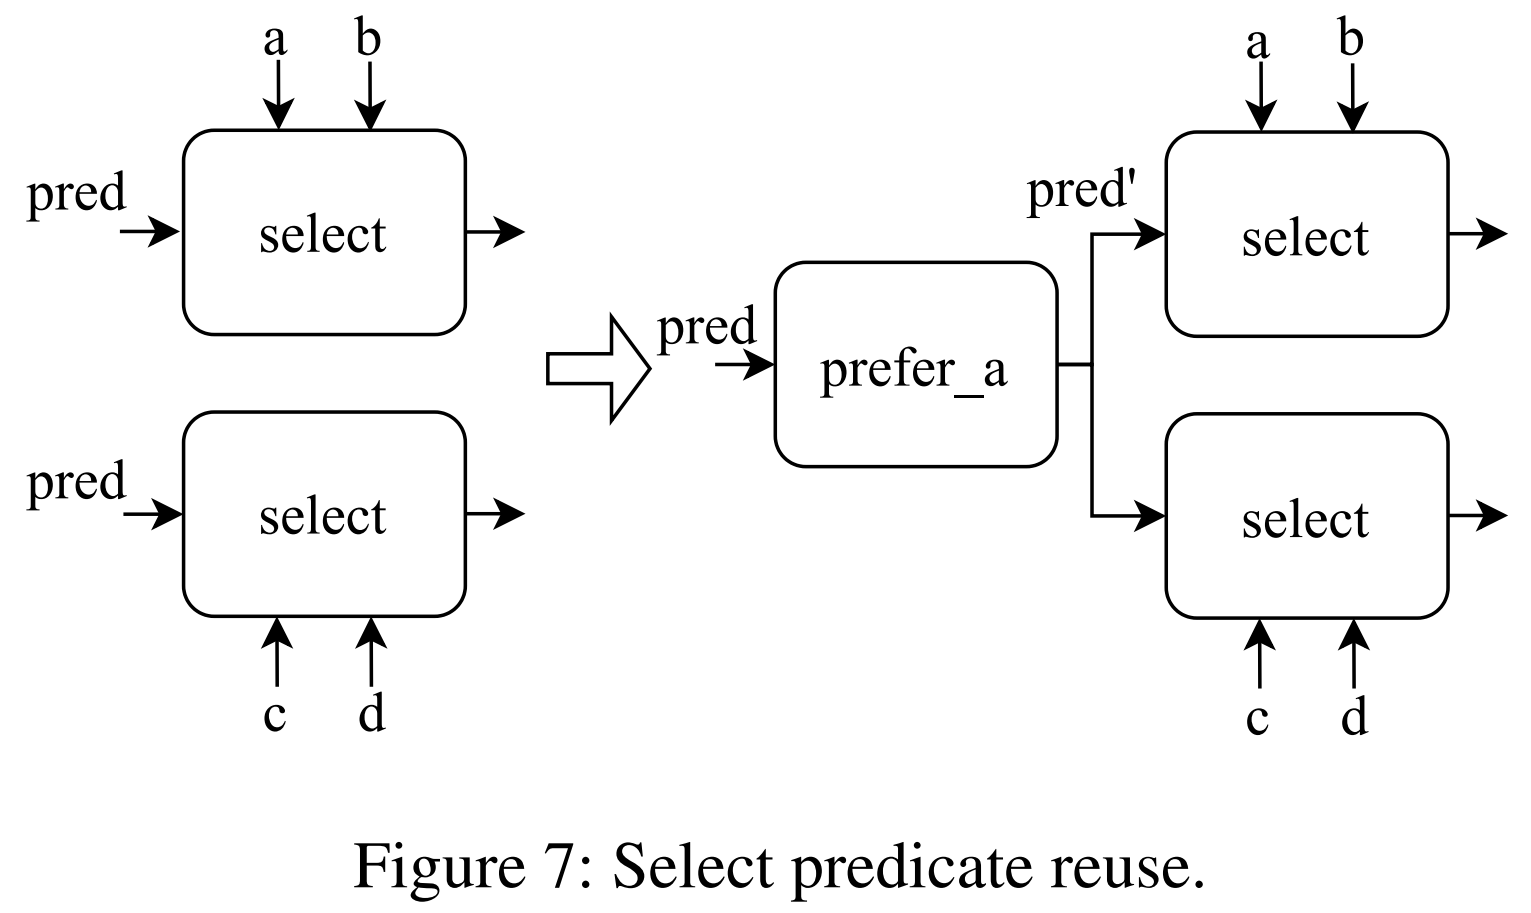 a b
pred
select
pred
select
c d
pred
prefer_a
a b
pred'
select
select
c d
Figure 7: Select predicate reuse.